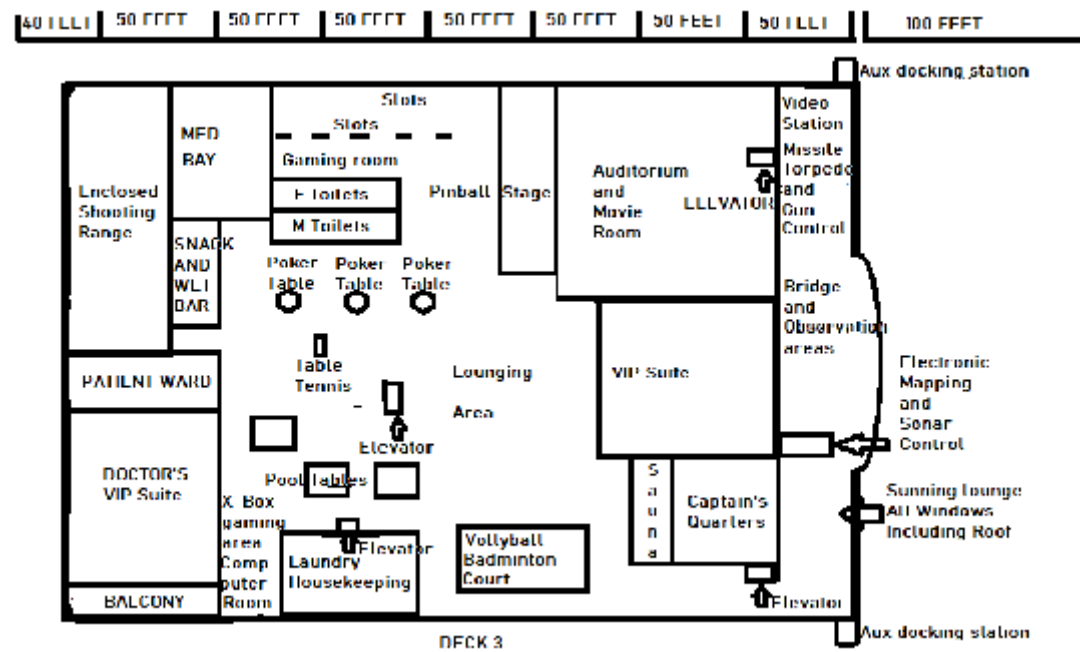 40 FEET
50 FEET
50 FEET
50 FEET
50 FEET
50 FEET
50 FEET
50 FEET
100 FEET
Aux docking station
Slots
Slots
Gaming room
F Toilets
M Toilets
Pinball
Stage
MED
BAY
Enclosed
Shooting
Range
SNACK
AND
WET
BAR
Poker
Table
Poker
Table
Poker
Table
Auditorium
and
Movie
Room
ELEVATOR
Video
Station
Missile
Torpedo
and
Gun
Control
Bridge
and
Observation
areas
Table
Tennis
Lounging
Area
VIP Suite
PATIENT WARD
Elevator
Electronic
Mapping
and
Sonar
Control
DOCTOR'S
VIP Suite
Pool Tables
X Box
gaming
area
Comp
puter
Room
Elevator
Laundry
Housekeeping
Vollyball
Badminton
Court
S
a
u
n
a
Captain's
Quarters
Sunning lounge
All Windows
Including Roof
BALCONY
Elevator
Aux docking station
DECK 3